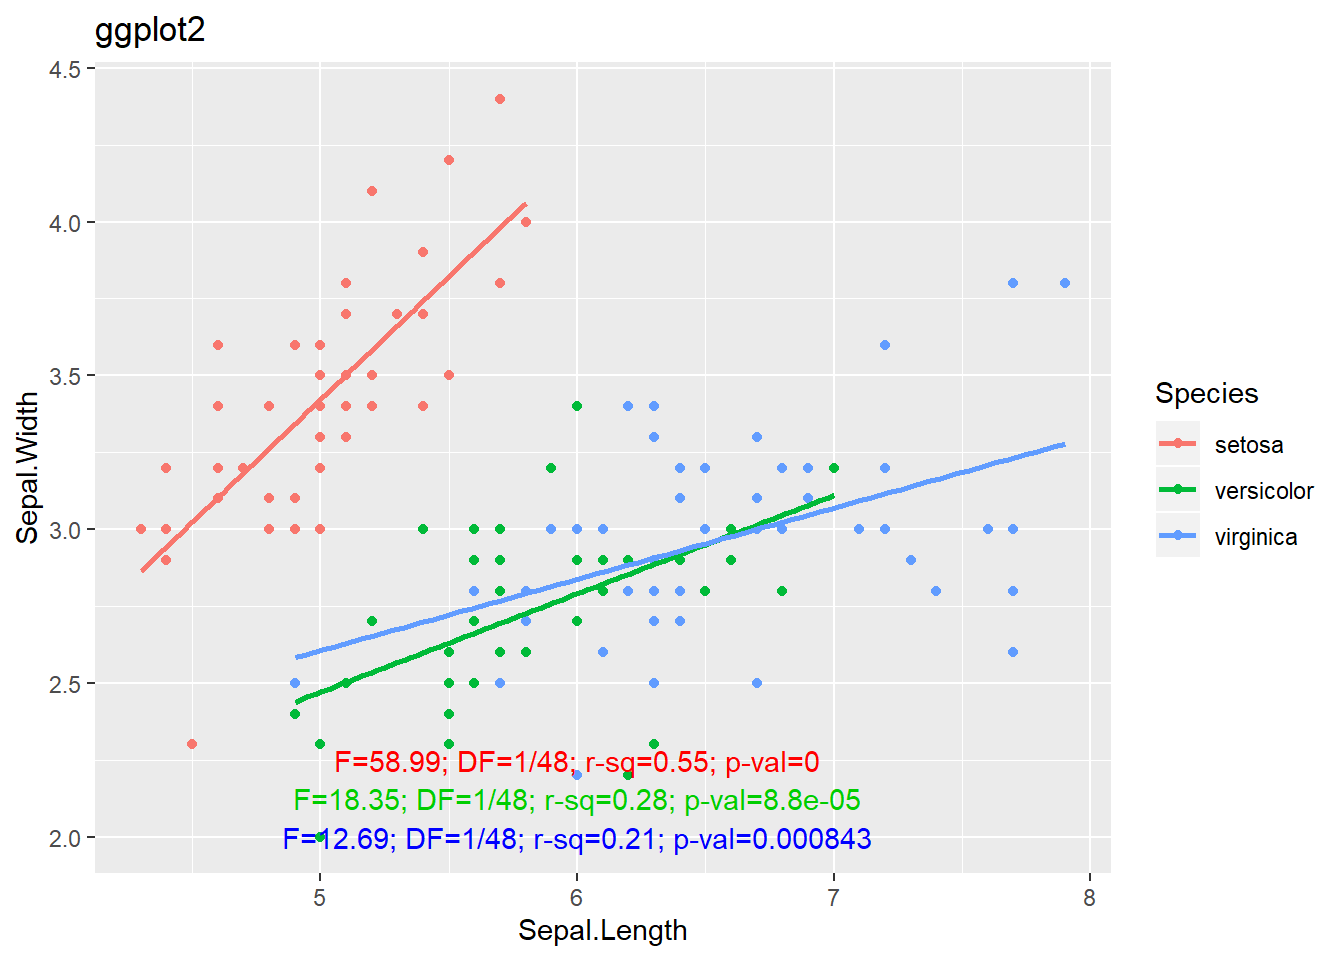 ggplot2
4.5
4.0
3.5
3.0
2.5
2.0
Sepal.Width
F=58.99; DF=1/48; r-sq=0.55; p-val=0
F=18.35; DF=1/48; r-sq=0.28; p-val=8.8e-05
F=12.69; DF=1/48; r-sq=0.21; p-val=0.000843
5 6 7 8
Sepal.Length
Species
setosa
versicolor
virginica